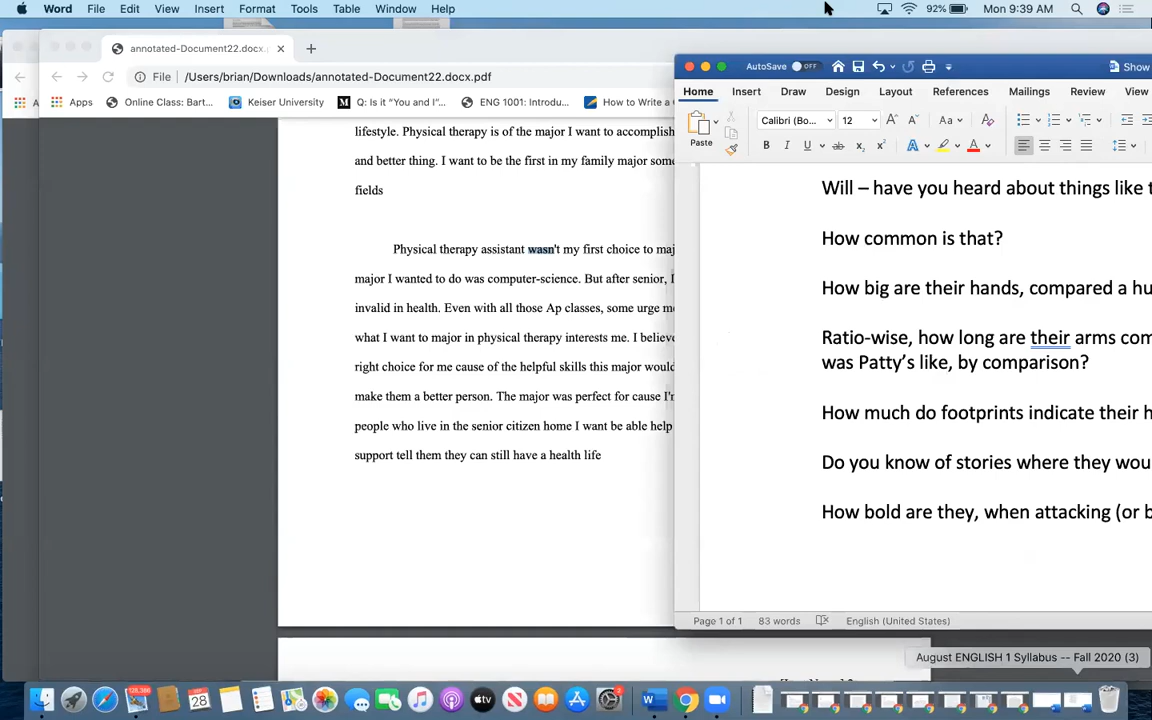 Word File Edit View Insert Format Tools Table Window Help 92% Mon 9:39 AM
annotated-Document22.docx.
File /Users/brian/Downloads/annotated-Document22.docx.pdf
A Apps Online Class: Bart... Keiser University Q: Is it "You and I"... ENG 1001: Introdu... How to Write a
lifestyle. Physical therapy is of the major I want to accomplish
and better thing. I want to be the first in my family major some
fields
Physical therapy assistant wasn't my first choice to maj
major I wanted to do was computer-science. But after senior, I
invalid in health. Even with all those Ap classes, some urge me
what I want to major in physical therapy interests me. I believe
right choice for me cause of the helpful skills this major would
make them a better person. The major was perfect for cause I'm
people who live in the senior citizen home I want be able help
support tell them they can still have a health life
AutoSave OFF Show
Home Insert Draw Design Layout References Mailings Review View
Paste Calibri (Bo... 12
Will – have you heard about things like t
How common is that?
How big are their hands, compared a hu
Ratio-wise, how long are their arms com
was Patty's like, by comparison?
How much do footprints indicate their h
Do you know of stories where they wou
How bold are they, when attacking (or b
Page 1 of 1 83 words English (United States)
August ENGLISH 1 Syllabus -- Fall 2020 (3)
SEP
28